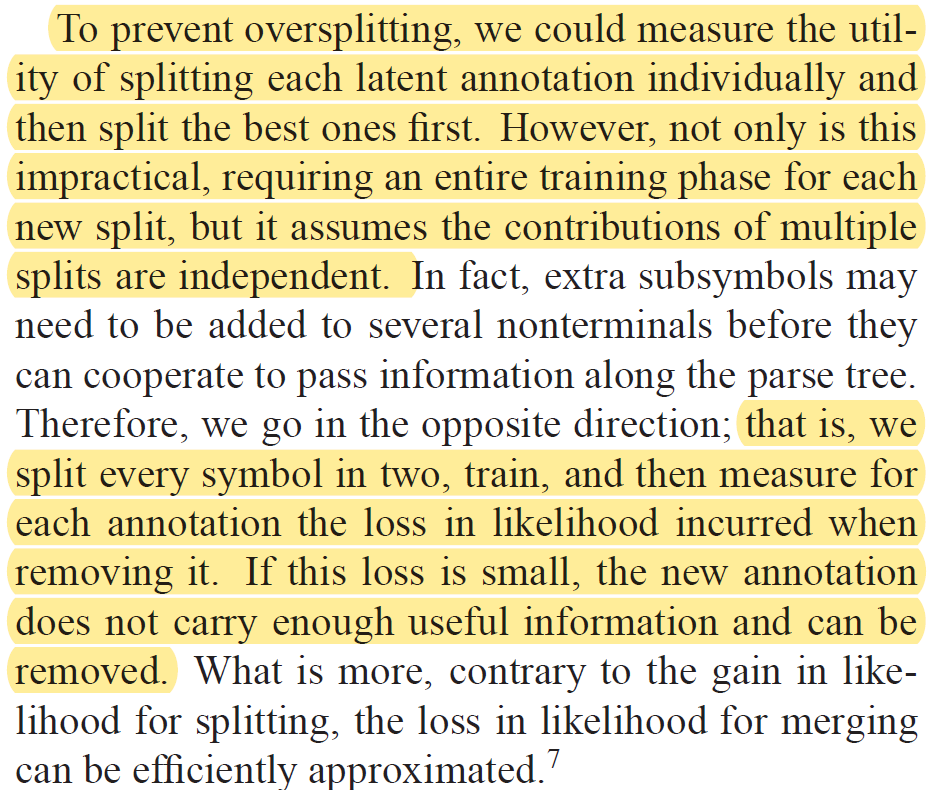 To prevent oversplitting, we could measure the util-
ity of splitting each latent annotation individually and
then split the best ones first. However, not only is this
impractical, requiring an entire training phase for each
new split, but it assumes the contributions of multiple
splits are independent. In fact, extra subsymbols may
need to be added to several nonterminals before they
can cooperate to pass information along the parse tree.
Therefore, we go in the opposite direction; that is, we
split every symbol in two, train, and then measure for
each annotation the loss in likelihood incurred when
removing it. If this loss is small, the new annotation
does not carry enough useful information and can be
removed. What is more, contrary to the gain in like-
lihood for splitting, the loss in likelihood for merging
can be efficiently approximated.7